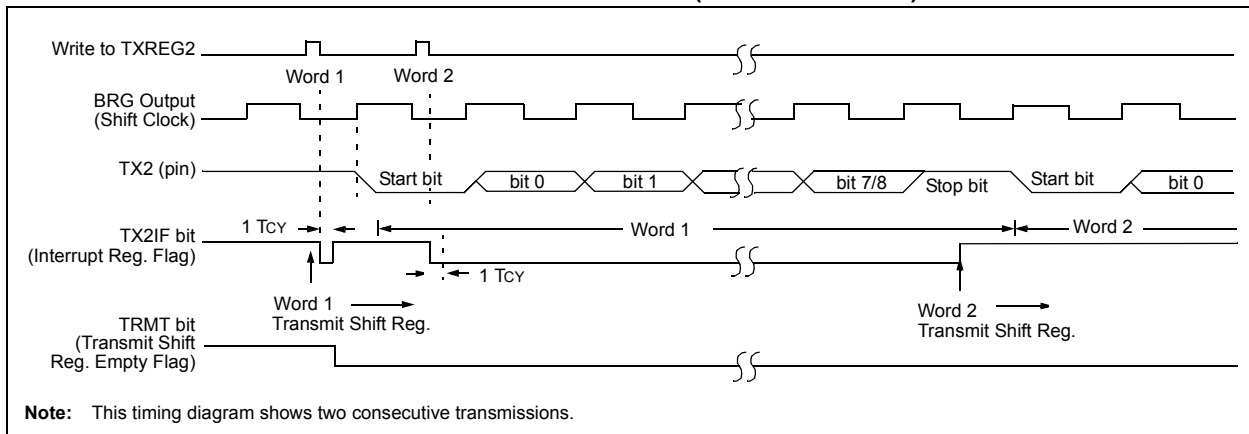 Write to TXREG2
Word 1 Word 2
BRG Output
(Shift Clock)
TX2 (pin)
Start bit bit 0 bit 1 bit 7/8 Stop bit Start bit bit 0
1 TCY
Word 1 Word 2
TX2IF bit
(Interrupt Reg. Flag)
1 TCY
Word 1
Transmit Shift Reg.
Word 2
Transmit Shift Reg.
TRMT bit
(Transmit Shift
Reg. Empty Flag)
Note: This timing diagram shows two consecutive transmissions.